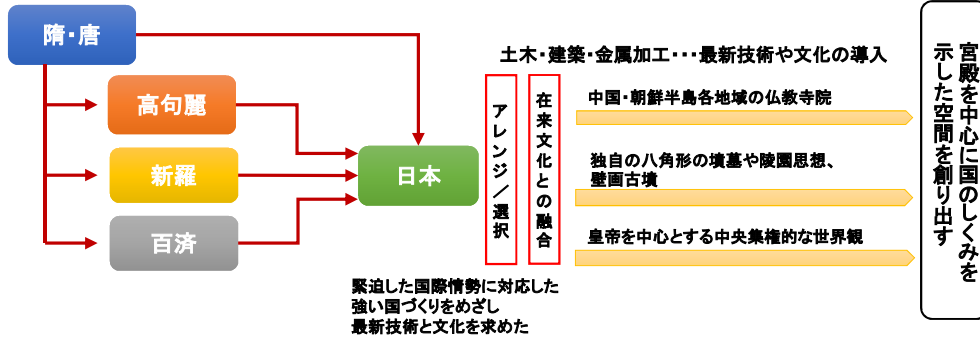 隋・唐
高句麗
新羅
百済
日本
緊迫した国際情勢に対応した
強い国づくりをめざし
最新技術と文化を求めた
土木・建築・金属加工・・・最新技術や文化の導入
アレンジ/選択
在来文化との融合
中国・朝鮮半島各地域の仏教寺院
独自の八角形の墳墓や陵園思想、
壁画古墳
皇帝を中心とする中央集権的な世界観
宮殿を中心に国のしくみを
示した空間を創り出す